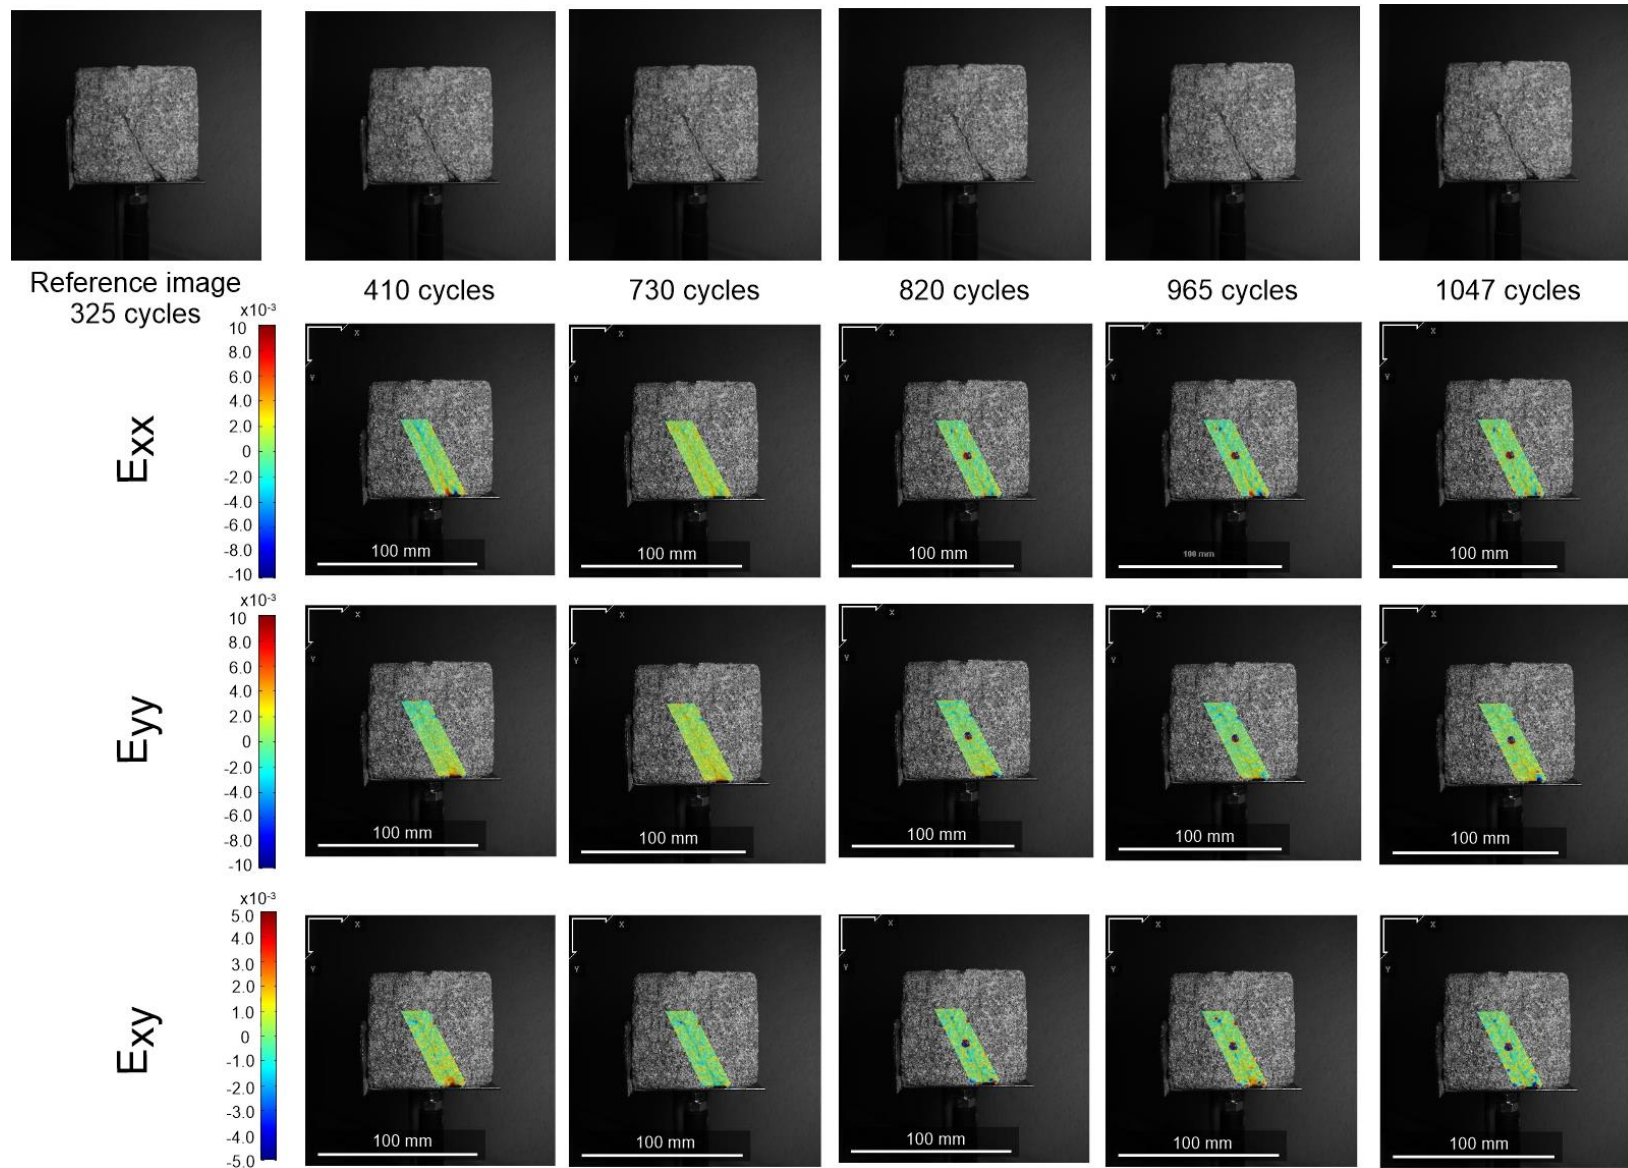 Reference image
325 cycles
410 cycles
730 cycles
820 cycles
965 cycles
1047 cycles
Exx
x10-3
10
8.0
6.0
4.0
2.0
0
-2.0
-4.0
-6.0
-8.0
-10
X
Y
100 mm
X
Y
100 mm
X
Y
100 mm
X
Y
100 mm
X
Y
100 mm
Eyy
x10-3
10
8.0
6.0
4.0
2.0
0
-2.0
-4.0
-6.0
-8.0
-10
X
Y
100 mm
X
Y
100 mm
X
Y
100 mm
X
Y
100 mm
X
Y
100 mm
Exy
x10-3
5.0
4.0
3.0
2.0
1.0
0
-1.0
-2.0
-3.0
-4.0
-5.0
X
Y
100 mm
X
Y
100 mm
X
Y
100 mm
X
Y
100 mm
X
Y
100 mm